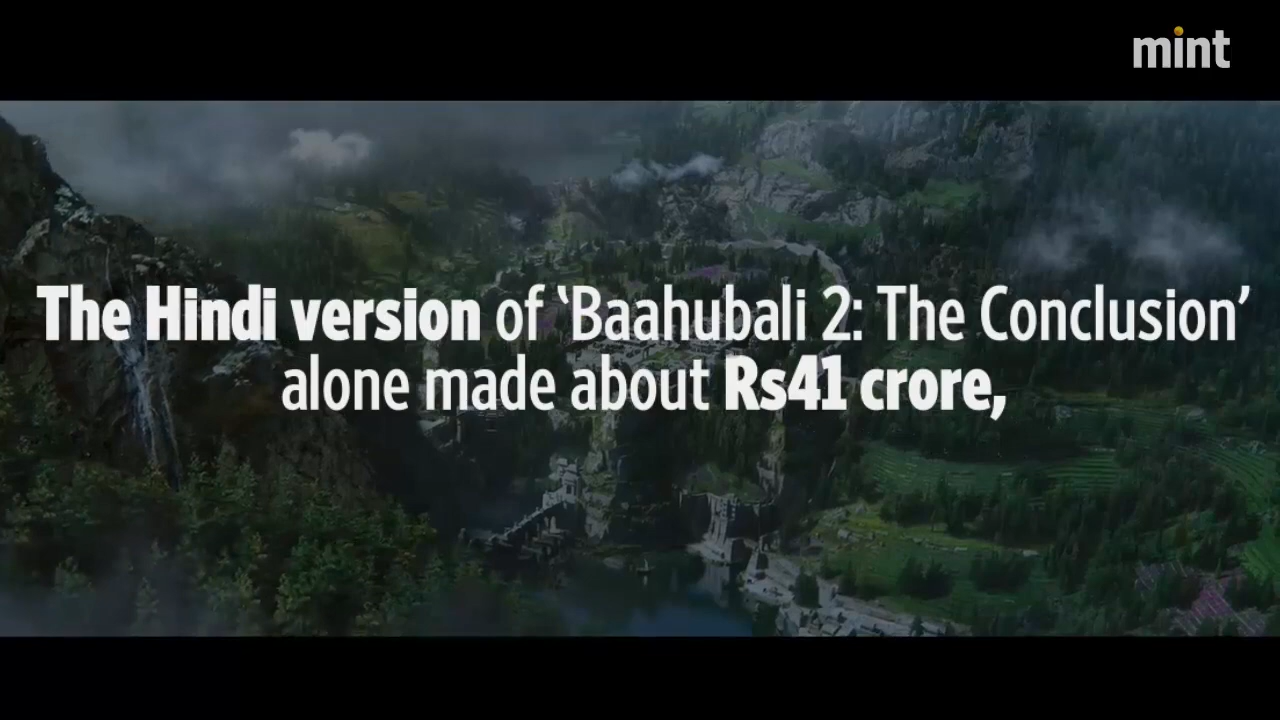 mint
The Hindi version of ‘Baahubali 2: The Conclusion’
alone made about Rs41 crore,